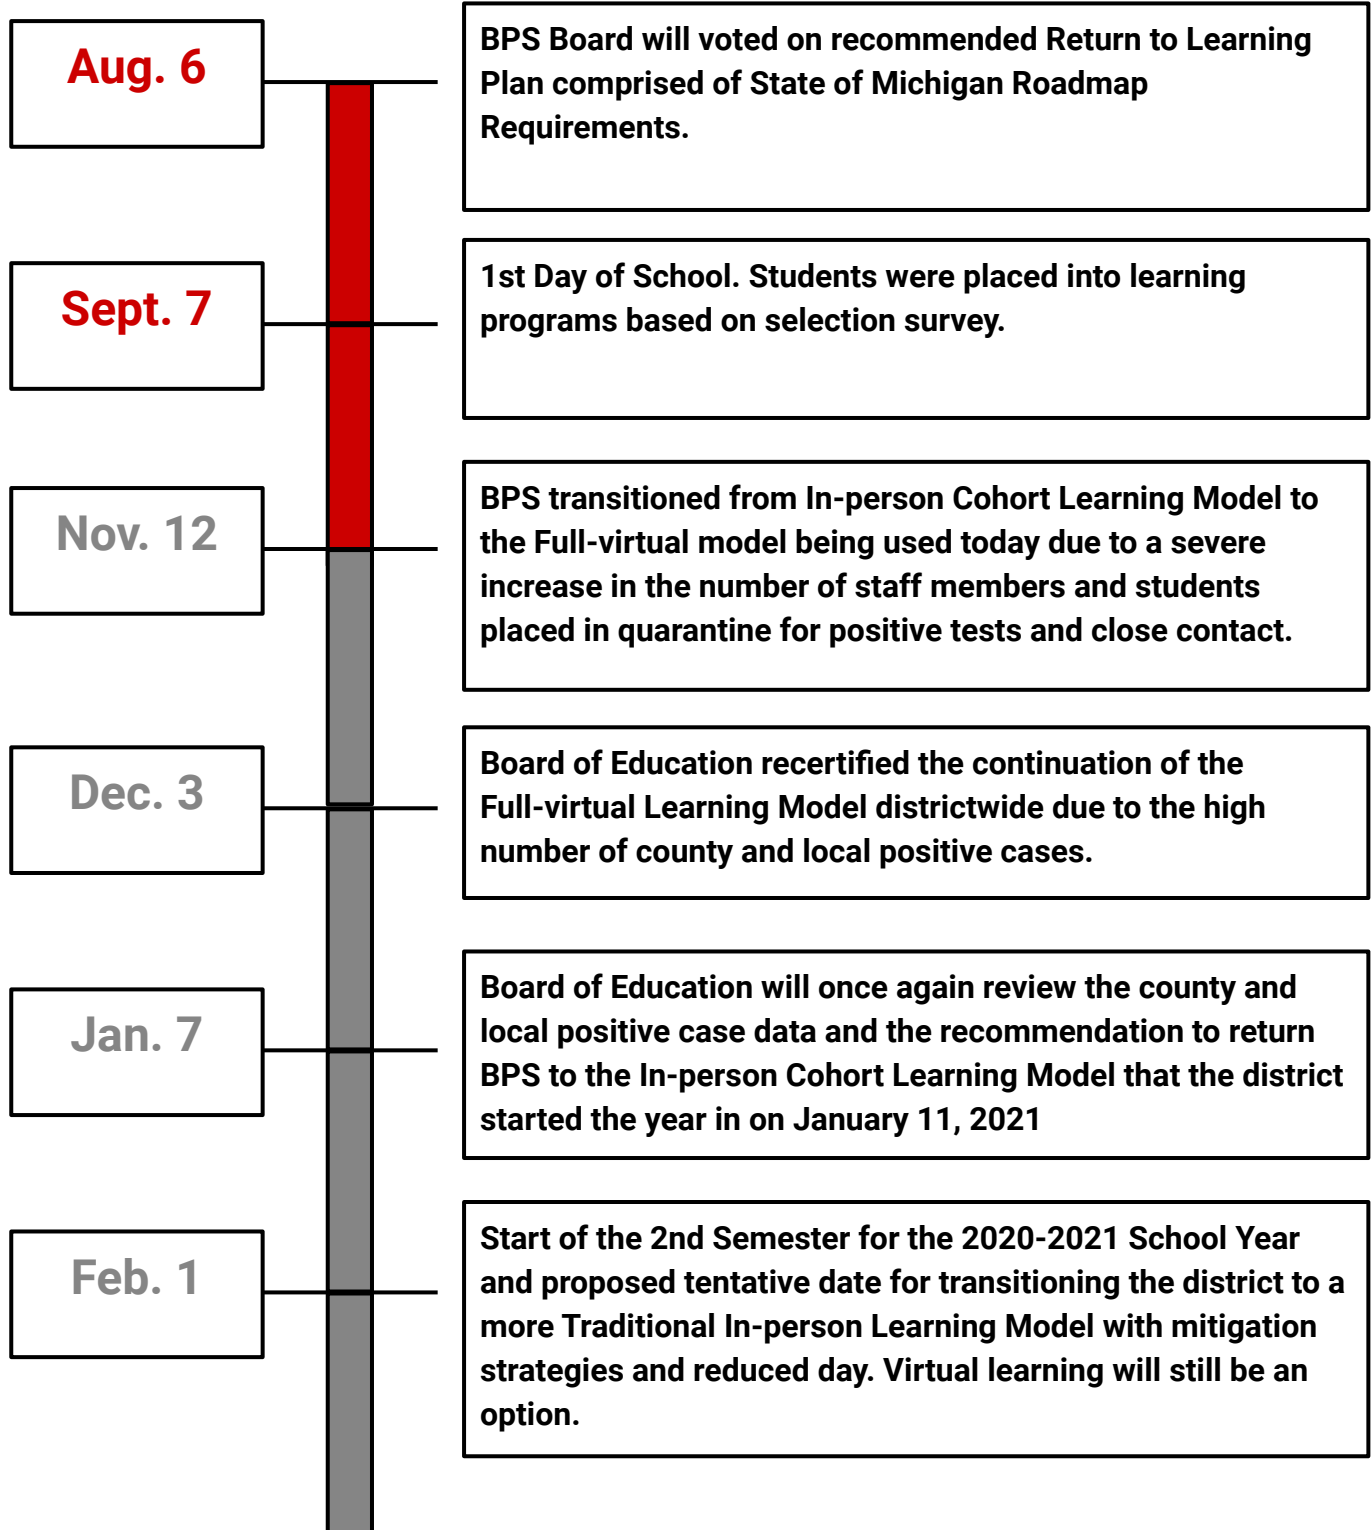 Aug. 6
BPS Board will voted on recommended Return to Learning
Plan comprised of State of Michigan Roadmap
Requirements.
Sept. 7
1st Day of School. Students were placed into learning
programs based on selection survey.
Nov. 12
BPS transitioned from In-person Cohort Learning Model to
the Full-virtual model being used today due to a severe
increase in the number of staff members and students
placed in quarantine for positive tests and close contact.
Dec. 3
Board of Education recertified the continuation of the
Full-virtual Learning Model districtwide due to the high
number of county and local positive cases.
Jan. 7
Board of Education will once again review the county and
local positive case data and the recommendation to return
BPS to the In-person Cohort Learning Model that the district
started the year in on January 11, 2021
Feb. 1
Start of the 2nd Semester for the 2020-2021 School Year
and proposed tentative date for transitioning the district to a
more Traditional In-person Learning Model with mitigation
strategies and reduced day. Virtual learning will still be an
option.